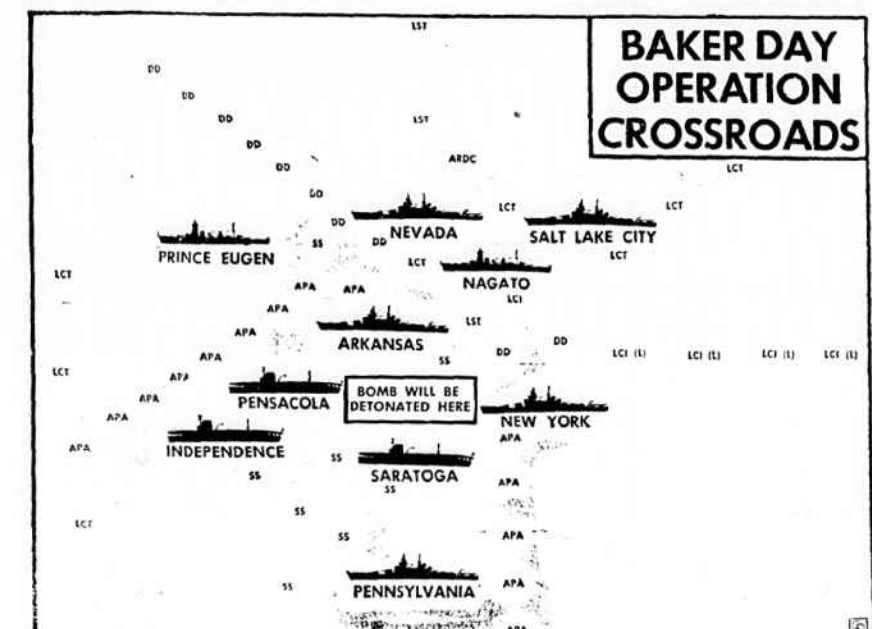 BAKER DAY
OPERATION
CROSSROADS
LST
DD
DD
DD
LST
DD
ARDC
DD
LCT
DD
LCT
LCT
DD
NEVADA
SALT LAKE CITY
PRINCE EUGEN
SS
DD
LCT
LCT
LCT
NAGATO
APA
APA
LCI
APA
LST
APA
ARKANSAS
DD
DD
LCI (L)
LCI (L)
LCI (L)
LCI (L)
APA
SS
LCT
APA
APA
PENSACOLA
BOMB WILL BE
DETONATED HERE
APA
NEW YORK
APA
INDEPENDENCE
APA
SS
SARATOGA
SS
SS
APA
SS
LCT
SS
APA
SS
PENNSYLVANIA
APA
APA